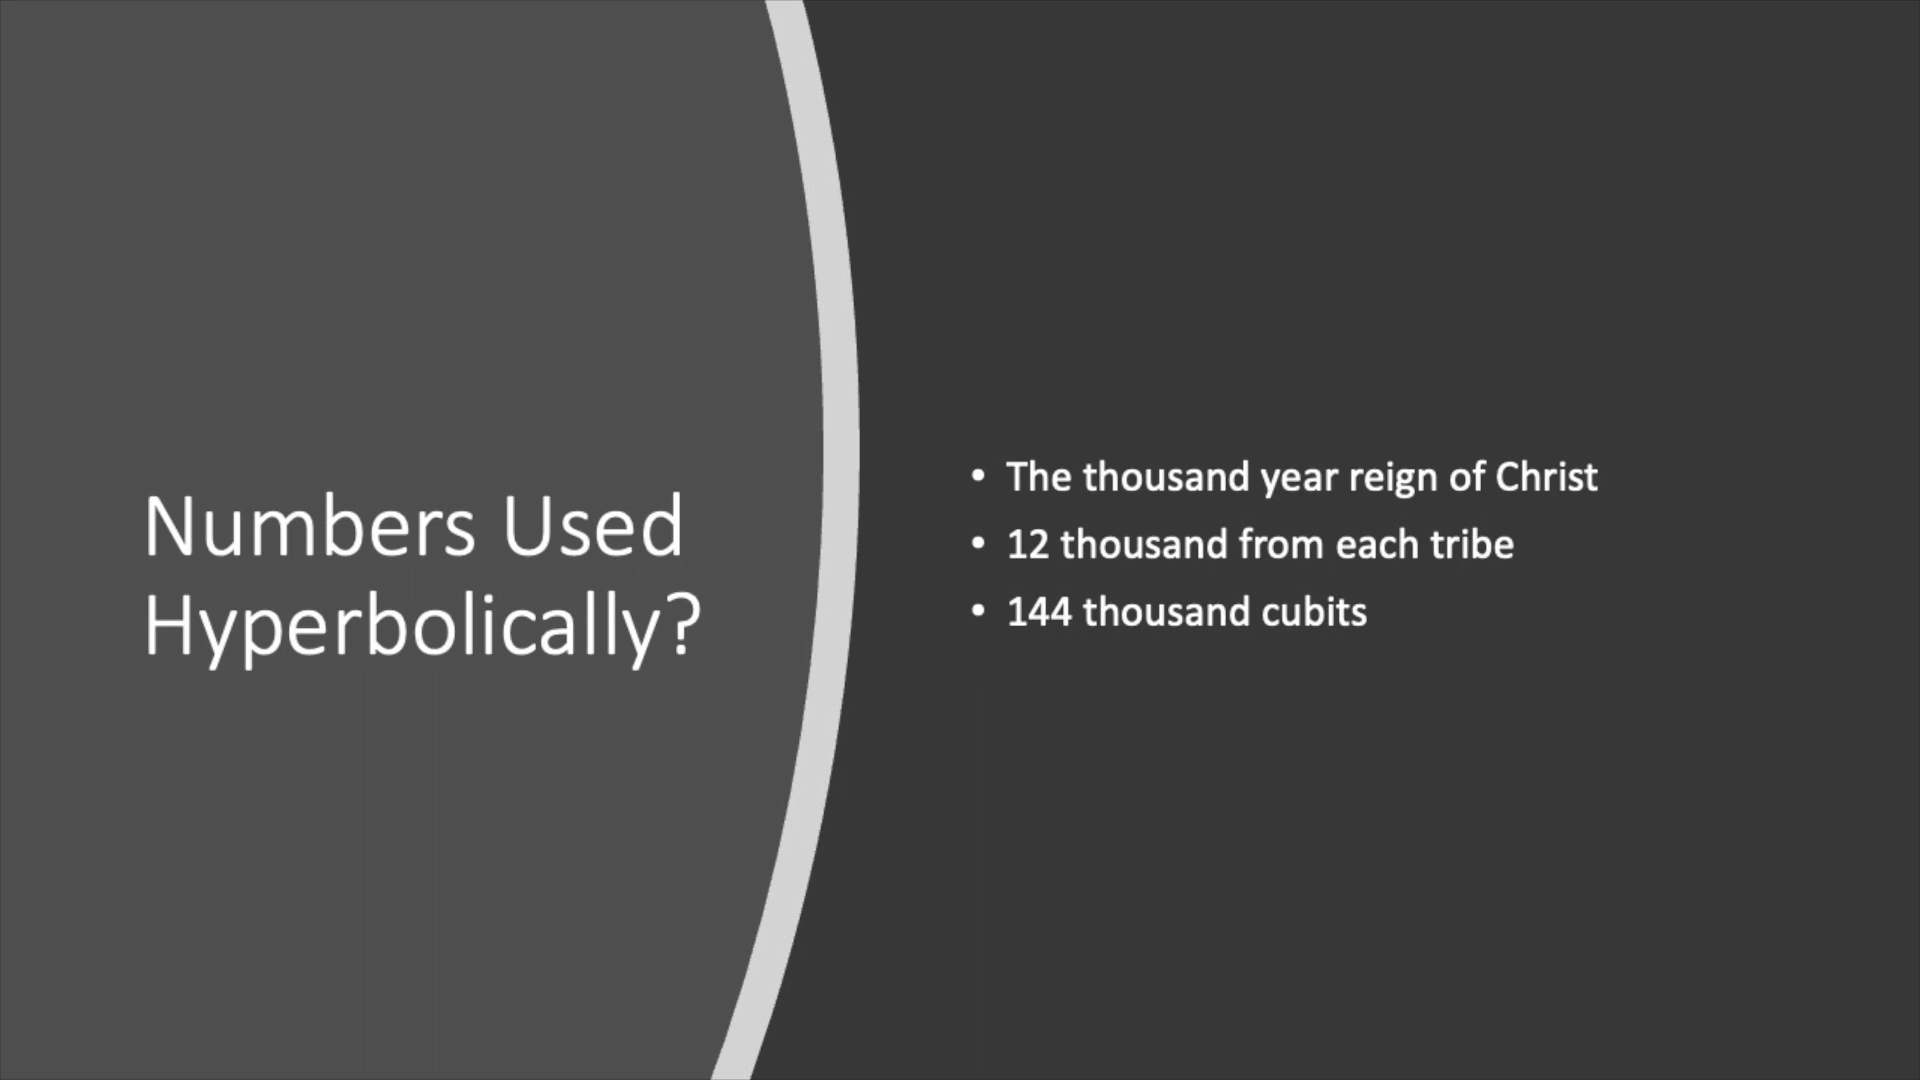 Numbers Used
Hyperbolically?
• The thousand year reign of Christ
• 12 thousand from each tribe
• 144 thousand cubits